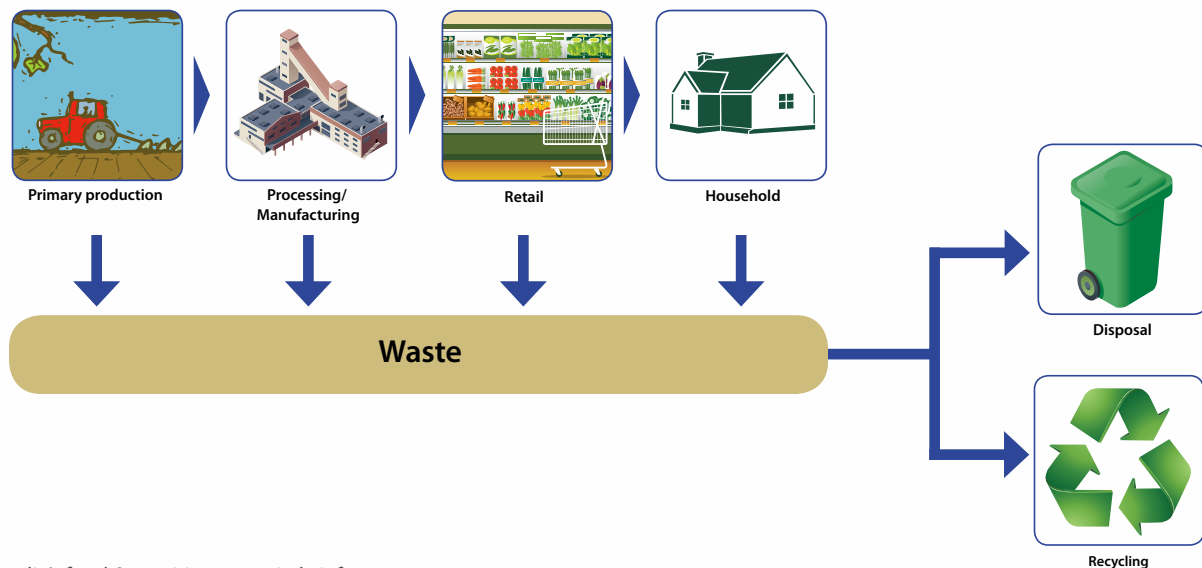 Primary production
Processing/
Manufacturing
Retail
Household
Waste
Disposal
Recycling